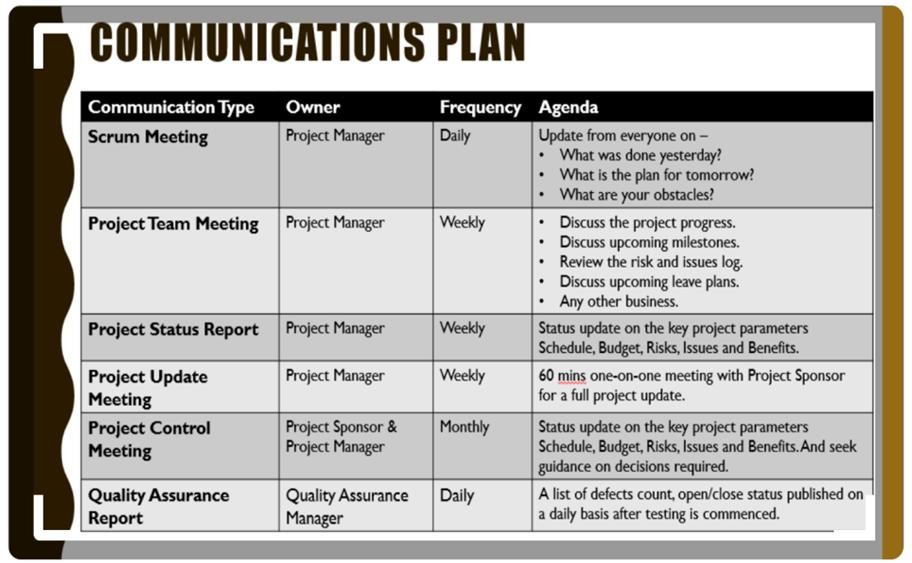 COMMUNICATIONS PLAN
Communication Type Owner Frequency Agenda
Scrum Meeting Project Manager Daily Update from everyone on –
• What was done yesterday?
• What is the plan for tomorrow?
• What are your obstacles?
Project Team Meeting Project Manager Weekly • Discuss the project progress.
• Discuss upcoming milestones.
• Review the risk and issues log.
• Discuss upcoming leave plans.
• Any other business.
Project Status Report Project Manager Weekly Status update on the key project parameters
Schedule, Budget, Risks, Issues and Benefits.
Project Update Project Manager Weekly 60 mins one-on-one meeting with Project Sponsor
Meeting for a full project update.
Project Control Project Sponsor & Monthly Status update on the key project parameters
Meeting Project Manager Schedule, Budget, Risks, Issues and Benefits. And seek
guidance on decisions required.
Quality Assurance Quality Assurance Daily A list of defects count, open/close status published on
Report Manager a daily basis after testing is commenced.